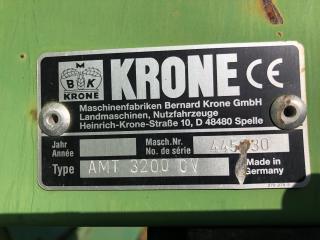 M
B K
KRONE
KRONE CE
Maschinenfabriken Bernard Krone GmbH
Landmaschinen, Nutzfahrzeuge
Heinrich-Krone-Straße 10, D 48480 Spelle
Jahr
Année
Masch.Nr.
No. de série
Type AMT 3200 CV
Made in
Germany